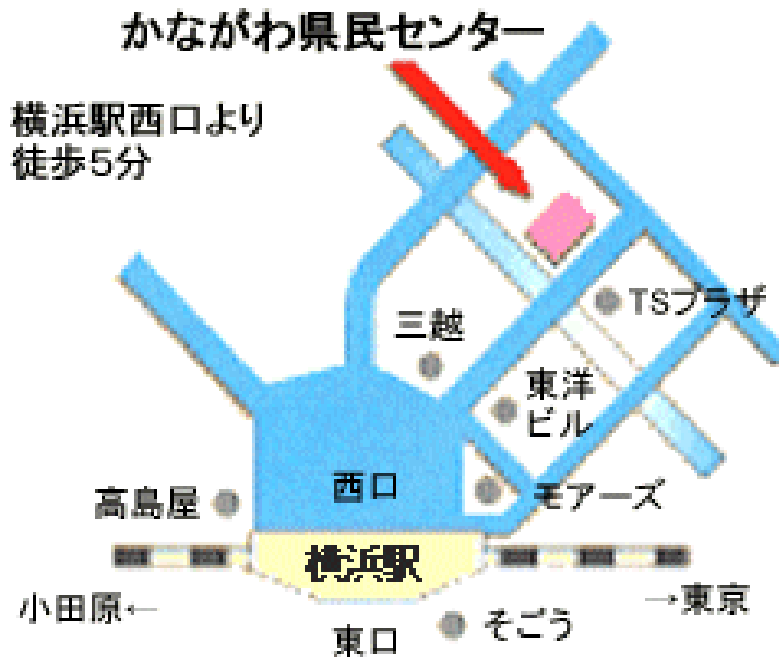 かながわ県民センター
横浜駅西口より
徒歩5分
TSプラザ
三越
東洋
ビル
西口
モアーズ
高島屋
横浜駅
小田原←
→東京
東口
そごう